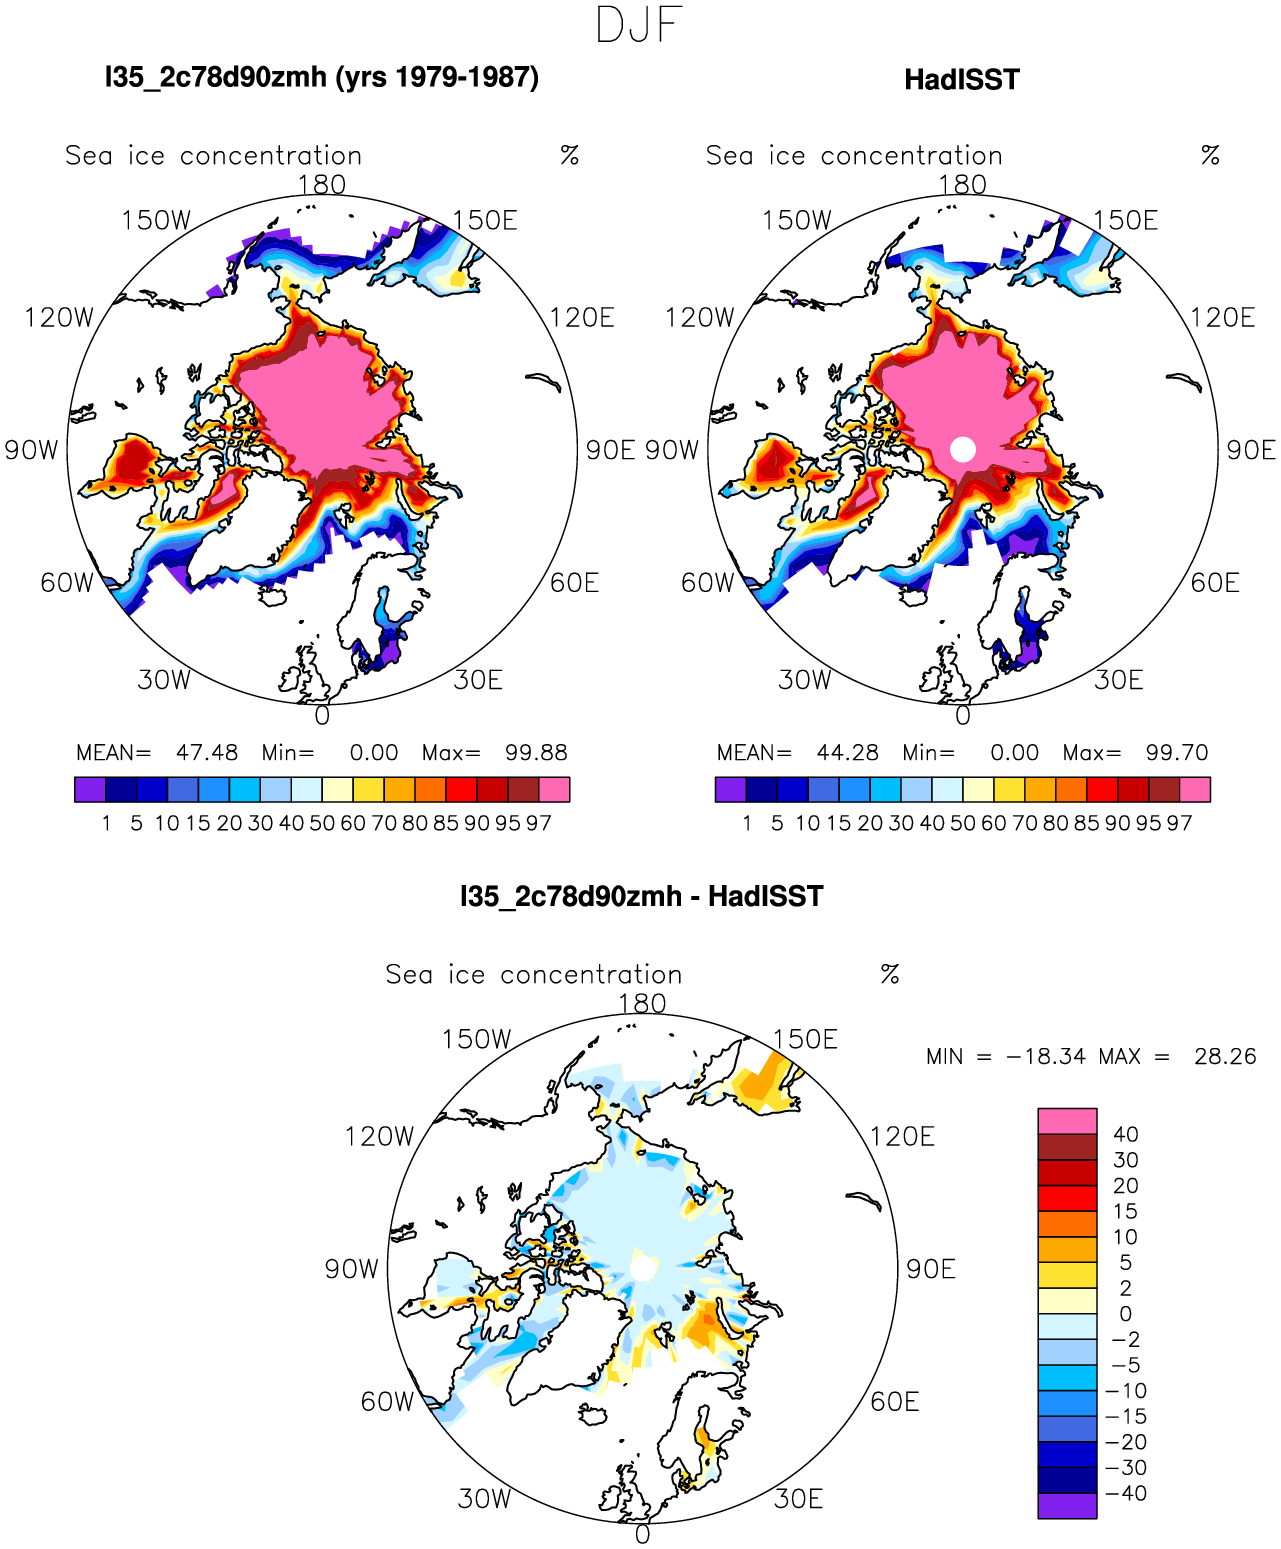 DJF
l35_2c78d90zmh (yrs 1979-1987)
HadISST
Sea ice concentration %
Sea ice concentration %
180
180
150W 150E
150W 150E
120W 120E
120W 120E
90W 90E
90W 90E
60W 60E
60W 60E
30W 30E
30W 30E
0
0
MEAN= 47.48 Min= 0.00 Max= 99.88
MEAN= 44.28 Min= 0.00 Max= 99.70
1 5 10 15 20 30 40 50 60 70 80 85 90 95 97
1 5 10 15 20 30 40 50 60 70 80 85 90 95 97
l35_2c78d90zmh - HadISST
Sea ice concentration %
180
150W 150E
MIN = -18.34 MAX = 28.26
120W 120E
90W 90E
60W 60E
30W 30E
0
40
30
20
15
10
5
2
0
-2
-5
-10
-15
-20
-30
-40